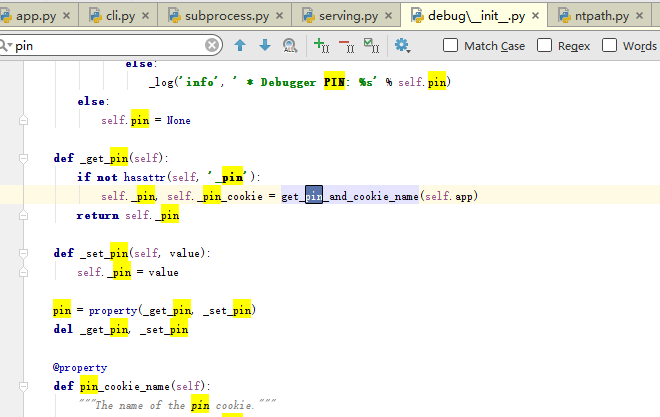 app.py cli.py subprocess.py serving.py debug\__init__.py ntpath.py
pin Match Case Regex Words
else:
_log('info', ' * Debugger PIN: %s' % self.pin)
else:
self.pin = None
def _get_pin(self):
if not hasattr(self, '_pin'):
self._pin, self._pin_cookie = get_pin_and_cookie_name(self.app)
return self._pin
def _set_pin(self, value):
self._pin = value
pin = property(_get_pin, _set_pin)
del _get_pin, _set_pin
@property
def pin_cookie_name(self):
"""The name of the pin cookie."""